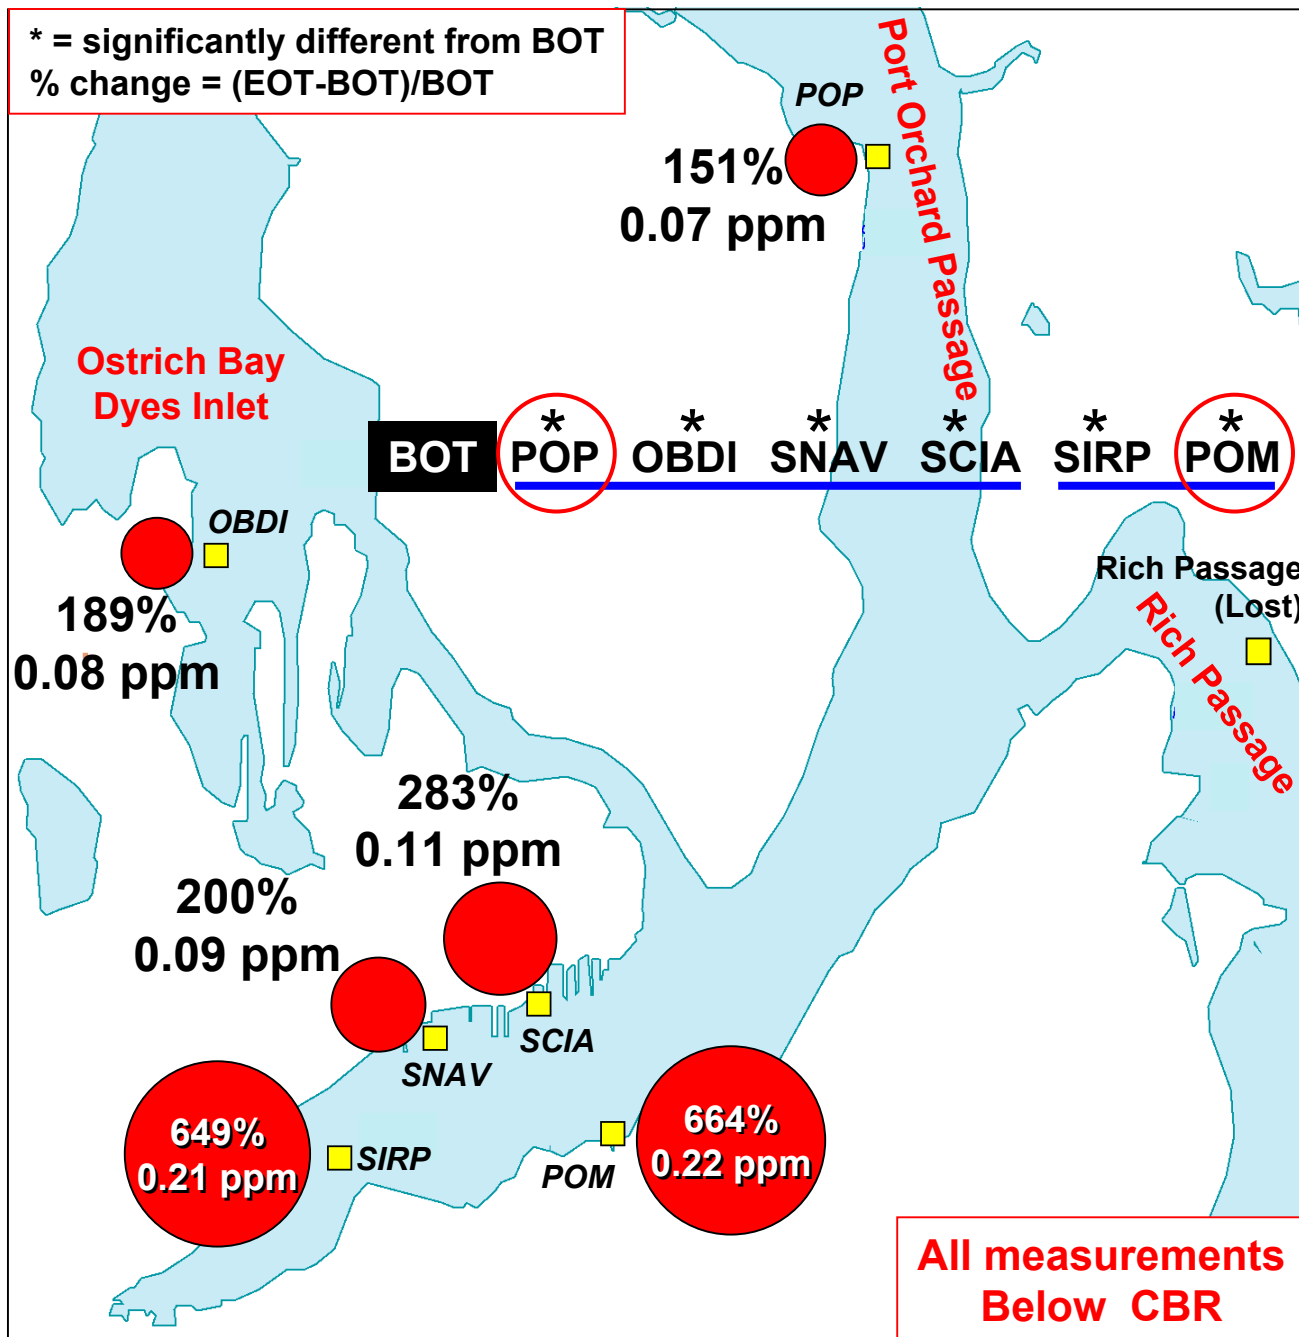 * = significantly different from BOT
% change = (EOT-BOT)/BOT
POP
151%
0.07 ppm
Port Orchard Passage
Ostrich Bay
Dyes Inlet
* * * * * *
BOT POP OBDI SNAV SCIA SIRP POM
OBDI
189%
0.08 ppm
Rich Passage
(Lost)
Rich Passage
283%
0.11 ppm
200%
0.09 ppm
SCIA
SNAV
649%
0.21 ppm
SIRP
POM
664%
0.22 ppm
All measurements
Below CBR